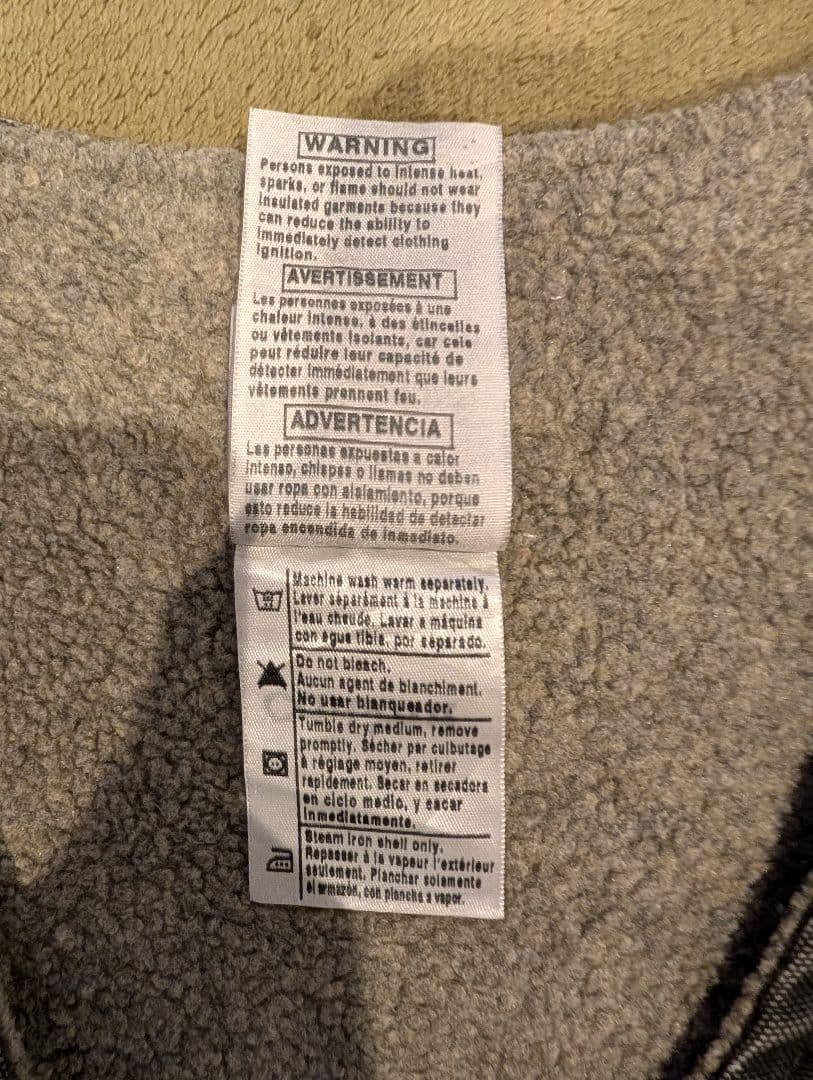 WARNING
Persons exposed to intense heat,
sparks, or flame should not wear
insulated garments because they
can reduce the ability to
immediately detect clothing
ignition.
AVERTISSEMENT
Les personnes exposées à une
chaleur intense, à des étincelles
ou vêtements isolants, car cela
peut réduire leur capacité de
détecter immédiatement que leurs
vêtements prennent feu.
ADVERTENCIA
Las personas expuestas a calor
intenso, chispas o llamas no deben
usar ropa con aislamiento, porque
esto reduce la habilidad de detectar
ropa encendida de inmediato.
Machine wash warm separately.
Laver séparément à la machine à
l'eau chaude. Lavar a máquina
con agua tibia, por separado.
Do not bleach.
Aucun agent de blanchiment.
No usar blanqueador.
Tumble dry medium, remove
promptly. Sécher par culbutage
à réglage moyen, retirer
rapidement. Secar en secadora
en ciclo medio, y sacar
inmediatamente.
Steam iron shell only.
Repasser à la vapeur l'extérieur
seulement. Planchar solamente
el armazón, con plancha a vapor.